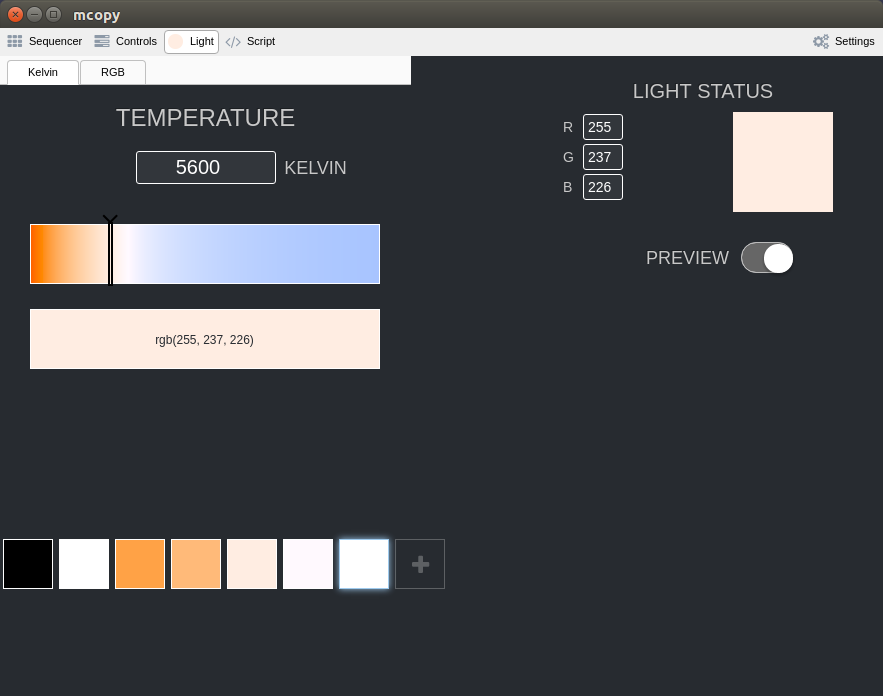 mcopy
Sequencer Controls Light Script Settings
Kelvin RGB
TEMPERATURE
5600 KELVIN
rgb(255, 237, 226)
LIGHT STATUS
R 255
G 237
B 226
PREVIEW